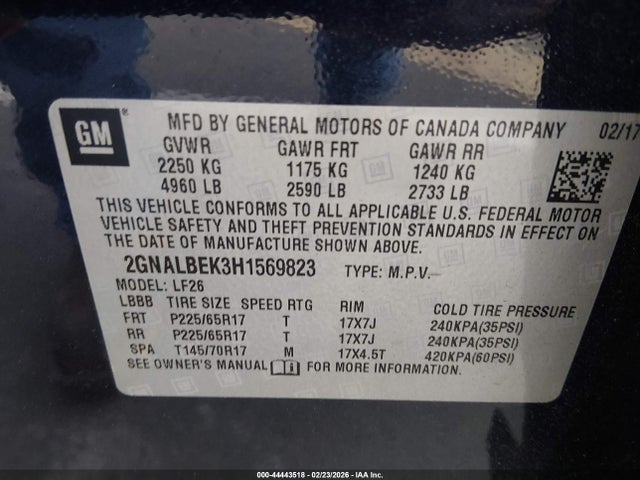 GM
MFD BY GENERAL MOTORS OF CANADA COMPANY 02/17
GVWR GAWR FRT GAWR RR
2250 KG 1175 KG 1240 KG
4960 LB 2590 LB 2733 LB
THIS VEHICLE CONFORMS TO ALL APPLICABLE U.S. FEDERAL MOTOR
VEHICLE SAFETY AND THEFT PREVENTION STANDARDS IN EFFECT ON
THE DATE OF MANUFACTURE SHOWN ABOVE.
2GNALBEK3H1569823 TYPE: M.P.V.
MODEL: LF26
LBBB TIRE SIZE SPEED RTG RIM COLD TIRE PRESSURE
FRT P225/65R17 T 17X7J 240KPA(35PSI)
RR P225/65R17 T 17X7J 240KPA(35PSI)
SPA T145/70R17 M 17X4.5T 420KPA(60PSI)
SEE OWNER'S MANUAL FOR MORE INFORMATION.
000-44443518 - 02/23/2026 - IAA Inc.